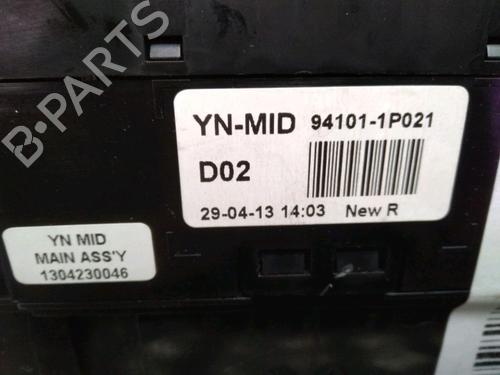 B-PARTS
YN-MID 94101-1P021
D02
29-04-13 14:03 New R
YN MID
MAIN ASS'Y
1304230046